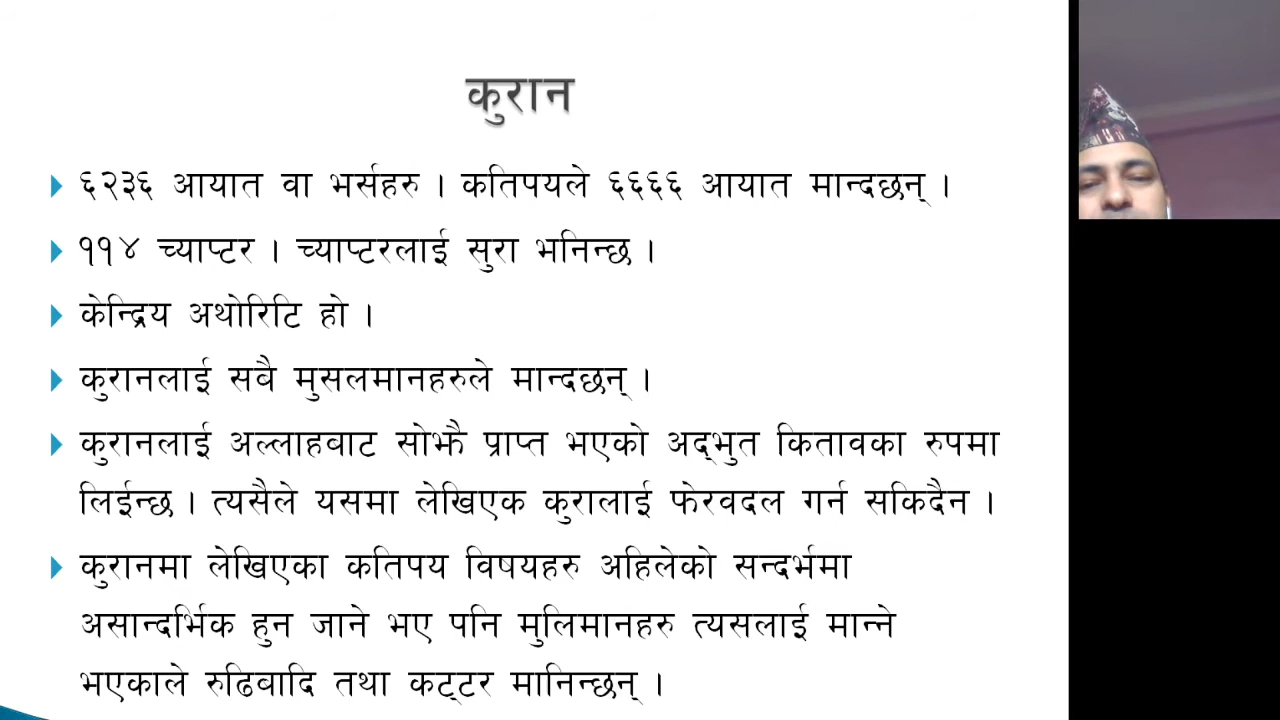 कुरान
६२३६ आयात वा भर्सहरु । कतिपयले ६६६६ आयात मान्दछन् ।
११४ च्याप्टर । च्याप्टरलाई सुरा भनिन्छ ।
केन्द्रिय अथोरिटि हो ।
कुरानलाई सबै मुसलमानहरुले मान्दछन् ।
कुरानलाई अल्लाहबाट सोझै प्राप्त भएको अद्भुत कितावका रुपमा
लिईन्छ । त्यसैले यसमा लेखिएक कुरालाई फेरवदल गर्न सकिदैन ।
कुरानमा लेखिएका कतिपय विषयहरु अहिलेको सन्दर्भमा
असान्दर्भिक हुन जाने भए पनि मुलिमानहरु त्यसलाई मान्ने
भएकाले रुढिबादि तथा कट्टर मानिन्छन् ।